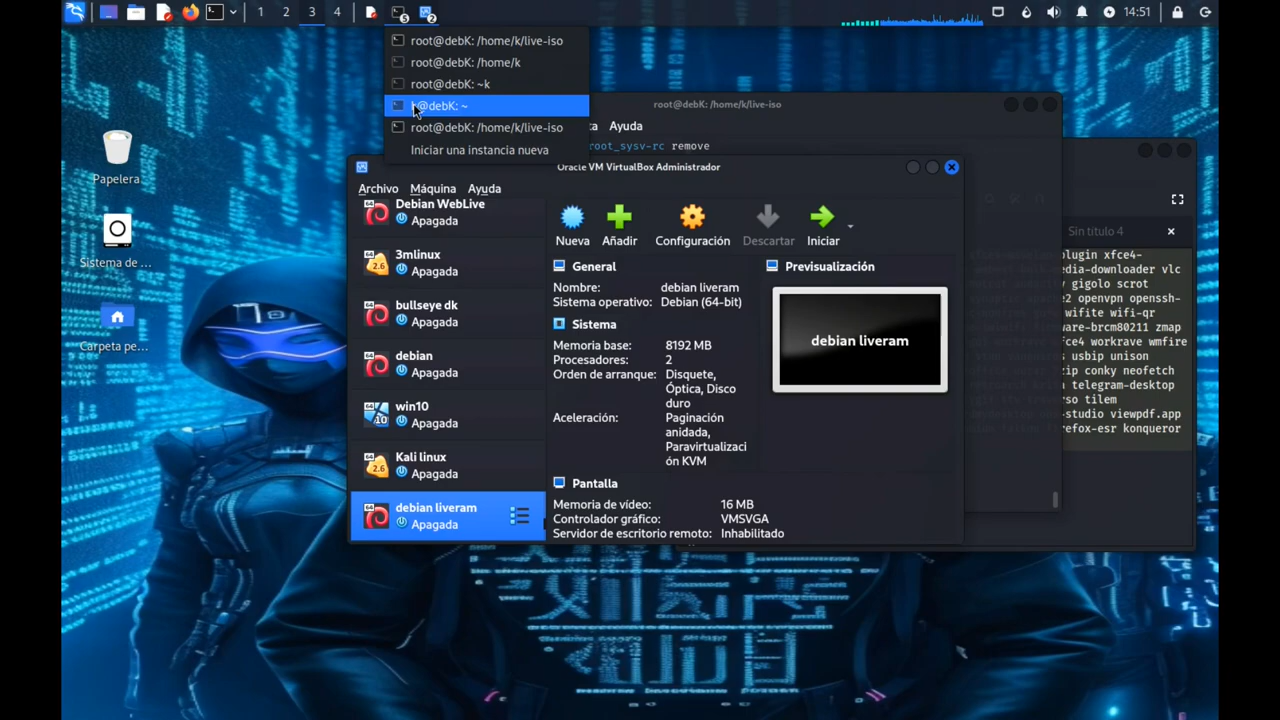 1 2 3 4
5
2
14:51
root@debK: /home/k/live-iso
root@debK: /home/k
root@debK: ~k
k@debK: ~
root@debK: /home/k/live-iso
Iniciar una instancia nueva
root@debK: /home/k/live-iso
Ayuda
root_sysv-rc remove
Papelera
Sistema de ...
Carpeta pe...
Oracle VM VirtualBox Administrador
Archivo Máquina Ayuda
Debian WebLive
Apagada
3mlinux
Apagada
bullseye dk
Apagada
debian
Apagada
win10
Apagada
Kali linux
Apagada
debian liveram
Apagada
Nueva Añadir Configuración Descartar Iniciar
General
Nombre: debian liveram
Sistema operativo: Debian (64-bit)
Sistema
Memoria base: 8192 MB
Procesadores: 2
Orden de arranque: Disquete,
Óptica, Disco
duro
Aceleración: Paginación
anidada,
Paravirtualizaci
ón KVM
Pantalla
Memoria de vídeo: 16 MB
Controlador gráfico: VMSVGA
Servidor de escritorio remoto: Inhabilitado
Previsualización
debian liveram
Sin título 4
plugin xfce4-
dia-downloader vlc
gigolo scrot
openvpn openssh-
wifite wifi-qr
ware-brcm80211 zmap
fce4 workrave wmfire
usbip unison
zip conky neofetch
telegram-desktop
rso tilem
-studio viewpdf.app
refox-esr konqueror